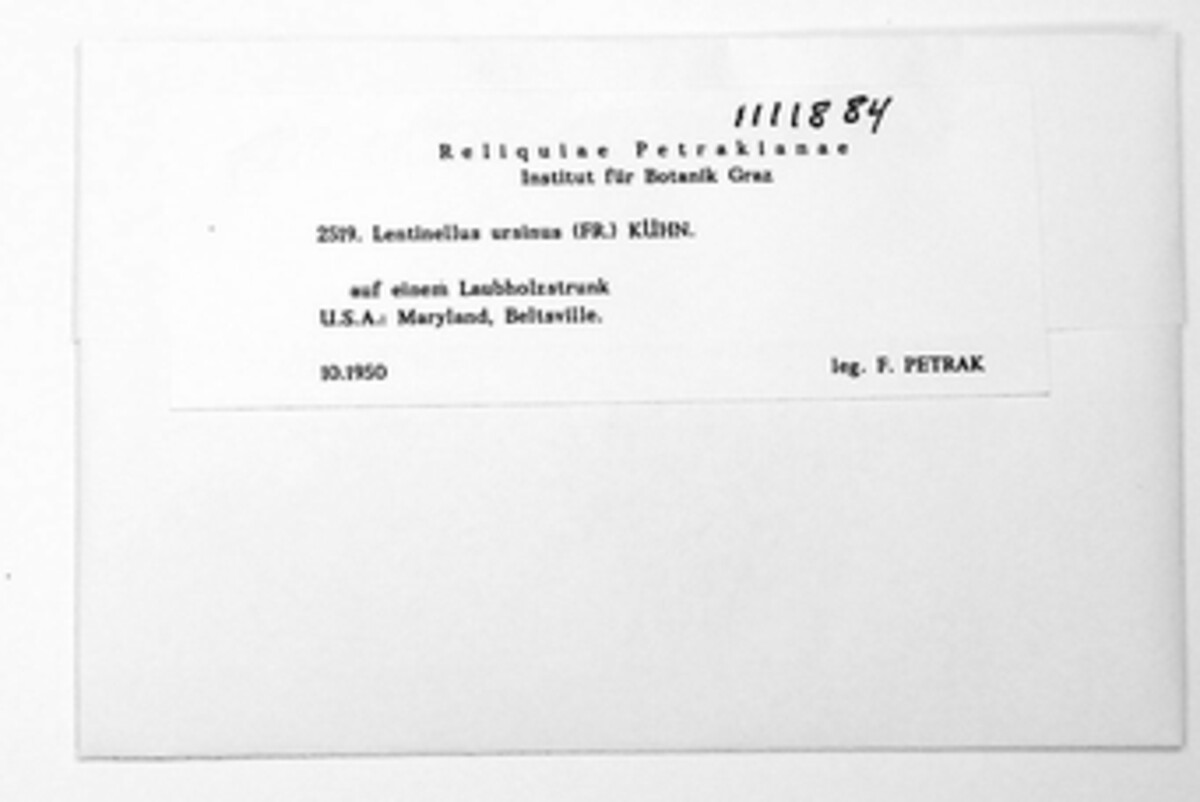 1111884
Reliquiae Petrakianae
Institut für Botanik Graz
2519. Lentinellus ursinus (FR.) KÜHN.
auf einem Laubholzstrunk
U.S.A.: Maryland, Beltsville.
10.1950 leg. F. PETRAK